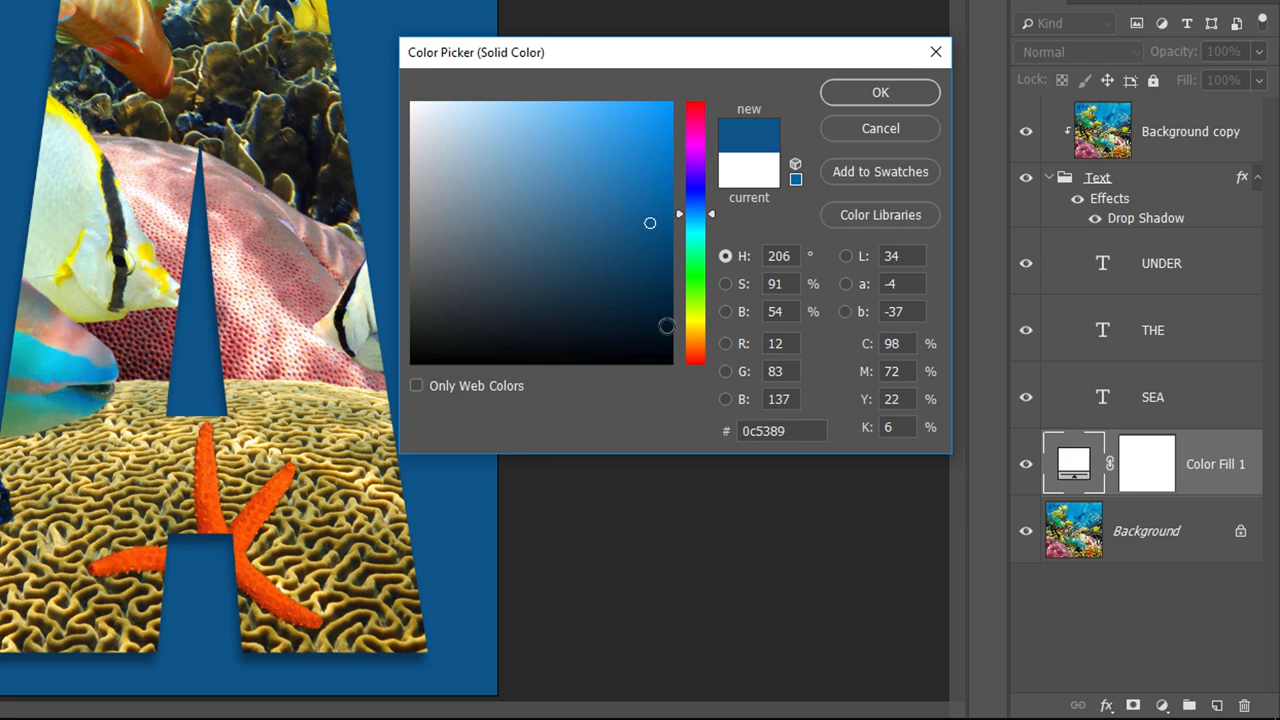 Color Picker (Solid Color)
new
current
OK
Cancel
Add to Swatches
Color Libraries
H: 206 °
S: 91 %
B: 54 %
R: 12
G: 83
B: 137
# 0c5389
L: 34
a: -4
b: -37
C: 98 %
M: 72 %
Y: 22 %
K: 6 %
Only Web Colors
Kind
Normal
Opacity: 100%
Lock:
Fill: 100%
Background copy
Text fx
Effects
Drop Shadow
T UNDER
T THE
T SEA
Color Fill 1
Background
fx